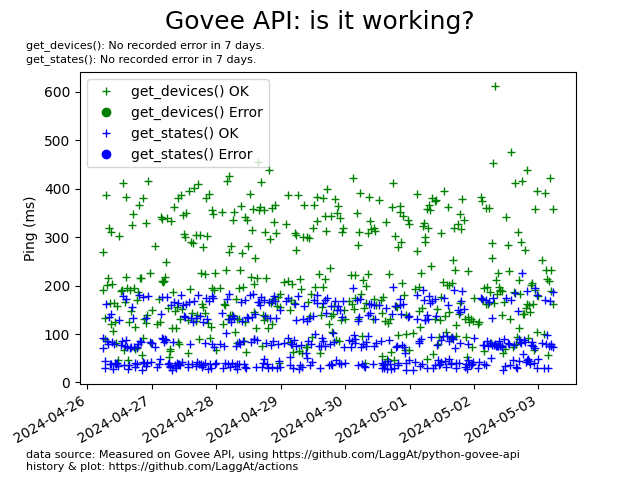 Govee API: is it working?
get_devices(): No recorded error in 7 days.
get_states(): No recorded error in 7 days.
get_devices() OK
get_devices() Error
get_states() OK
get_states() Error
Ping (ms)
600
500
400
300
200
100
0
2024-04-26
2024-04-27
2024-04-28
2024-04-29
2024-04-30
2024-05-01
2024-05-02
2024-05-03
data source: Measured on Govee API, using https://github.com/LaggAt/python-govee-api
history & plot: https://github.com/LaggAt/actions